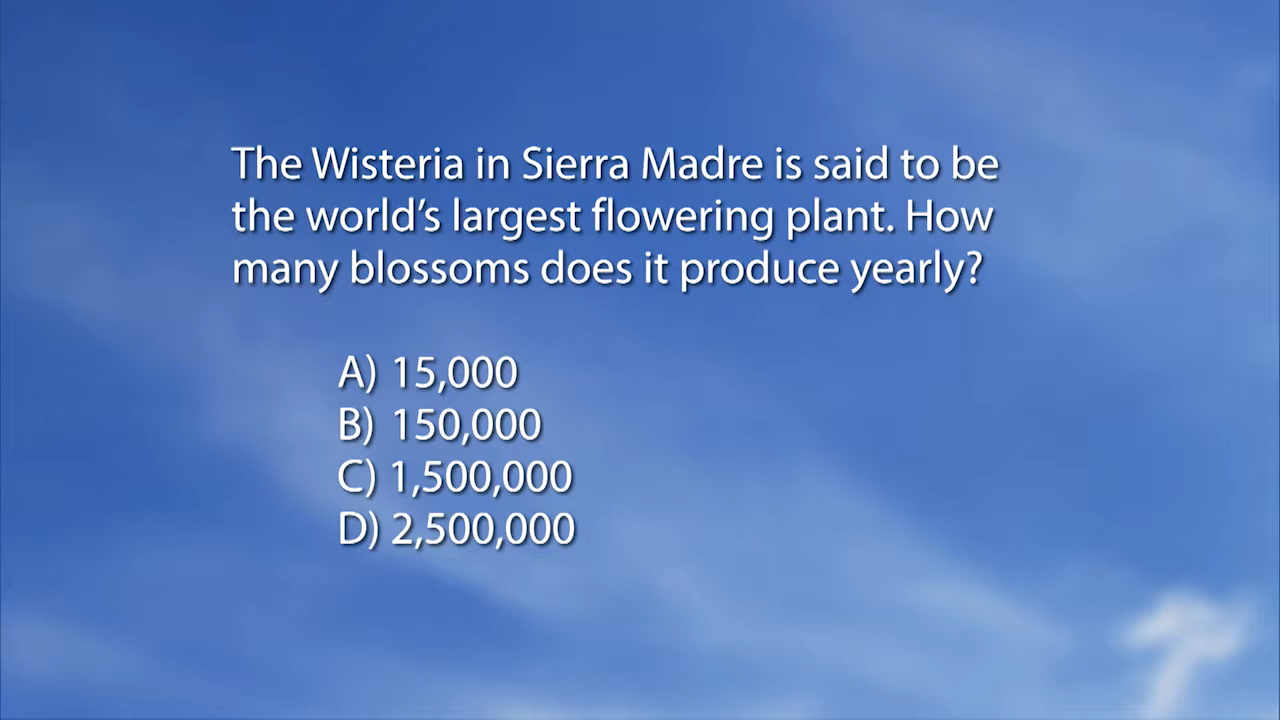 The Wisteria in Sierra Madre is said to be
the world’s largest flowering plant. How
many blossoms does it produce yearly?
A) 15,000
B) 150,000
C) 1,500,000
D) 2,500,000